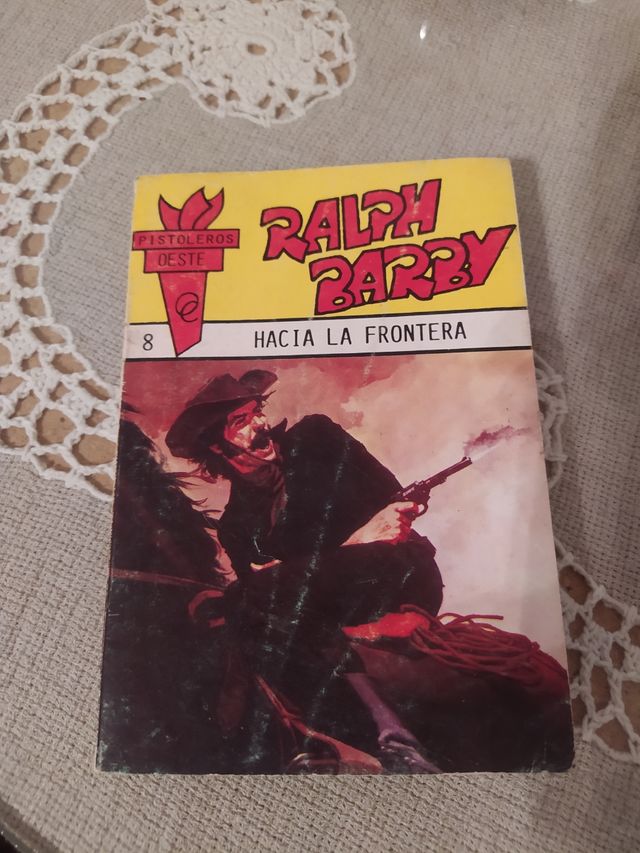 PISTOLEROS
OESTE
RALPH
BARBY
8
HACIA LA FRONTERA